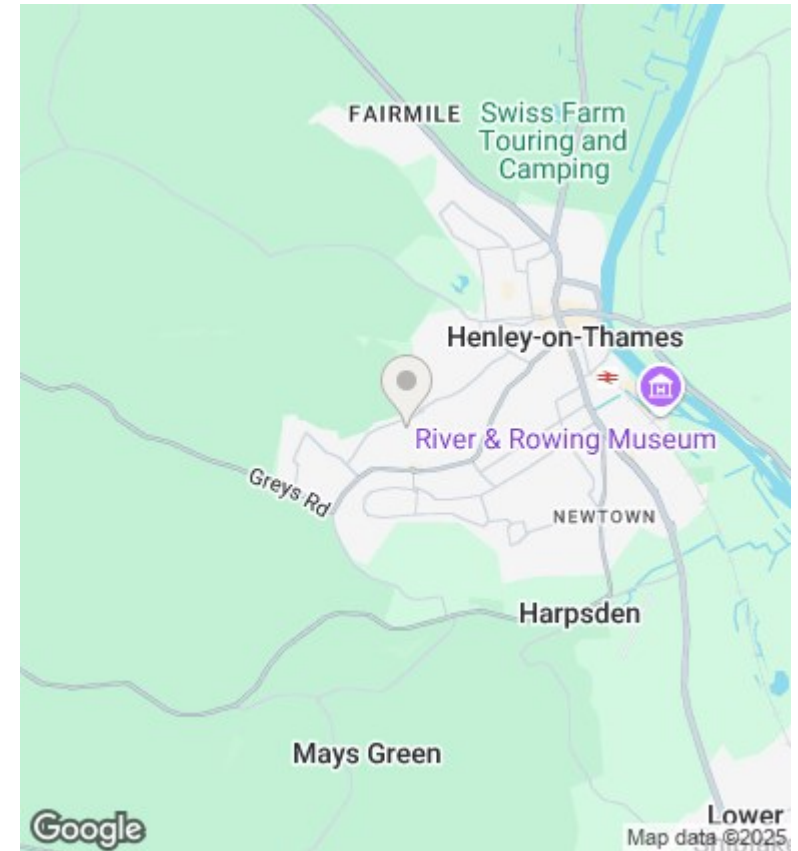 FAIRMILE
Swiss Farm
Touring and
Camping
Henley-on-Thames
River & Rowing Museum
Greys Rd
NEWTOWN
Harpsden
Mays Green
Lower
Google
Map data ©2025